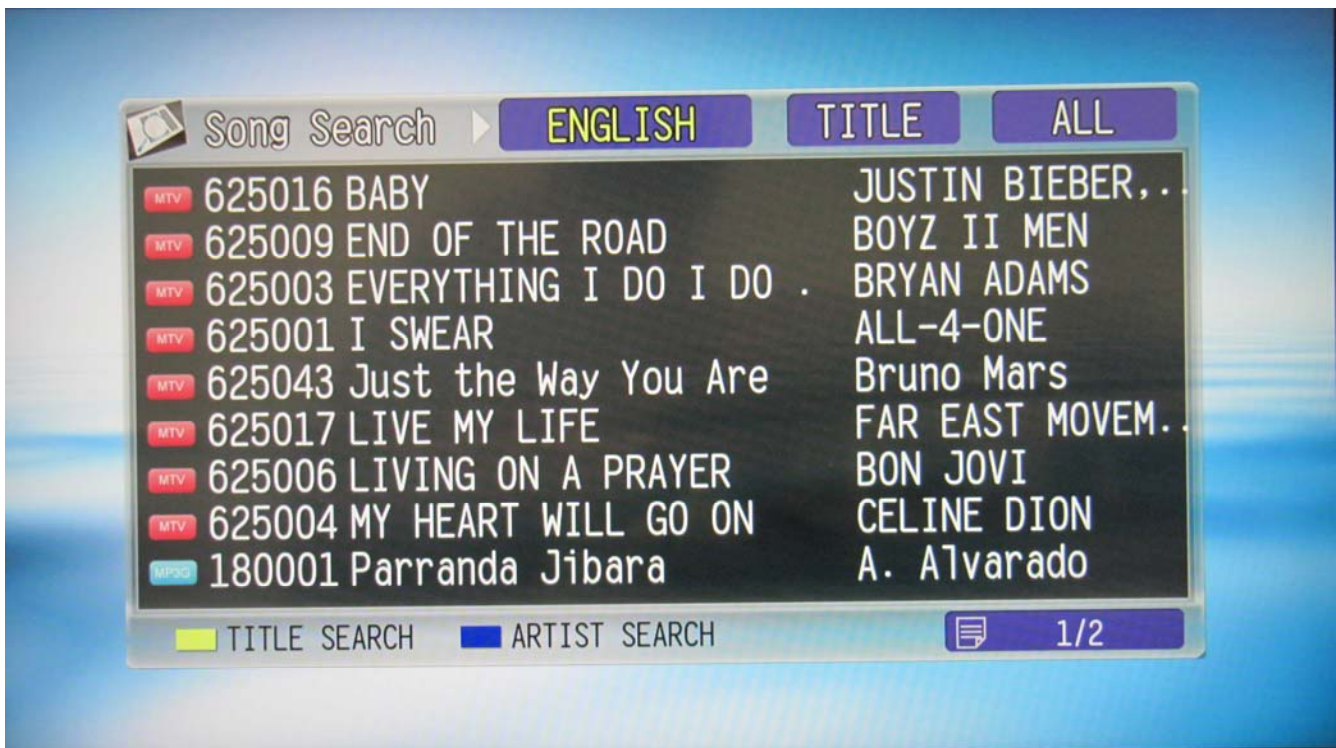 Song Search ENGLISH TITLE ALL
MTV 625016 BABY JUSTIN BIEBER,..
MTV 625009 END OF THE ROAD BOYZ II MEN
MTV 625003 EVERYTHING I DO I DO . BRYAN ADAMS
MTV 625001 I SWEAR ALL-4-ONE
MTV 625043 Just the Way You Are Bruno Mars
MTV 625017 LIVE MY LIFE FAR EAST MOVEM..
MTV 625006 LIVING ON A PRAYER BON JOVI
MTV 625004 MY HEART WILL GO ON CELINE DION
MP3G 180001 Parranda Jibara A. Alvarado
TITLE SEARCH ARTIST SEARCH 1/2